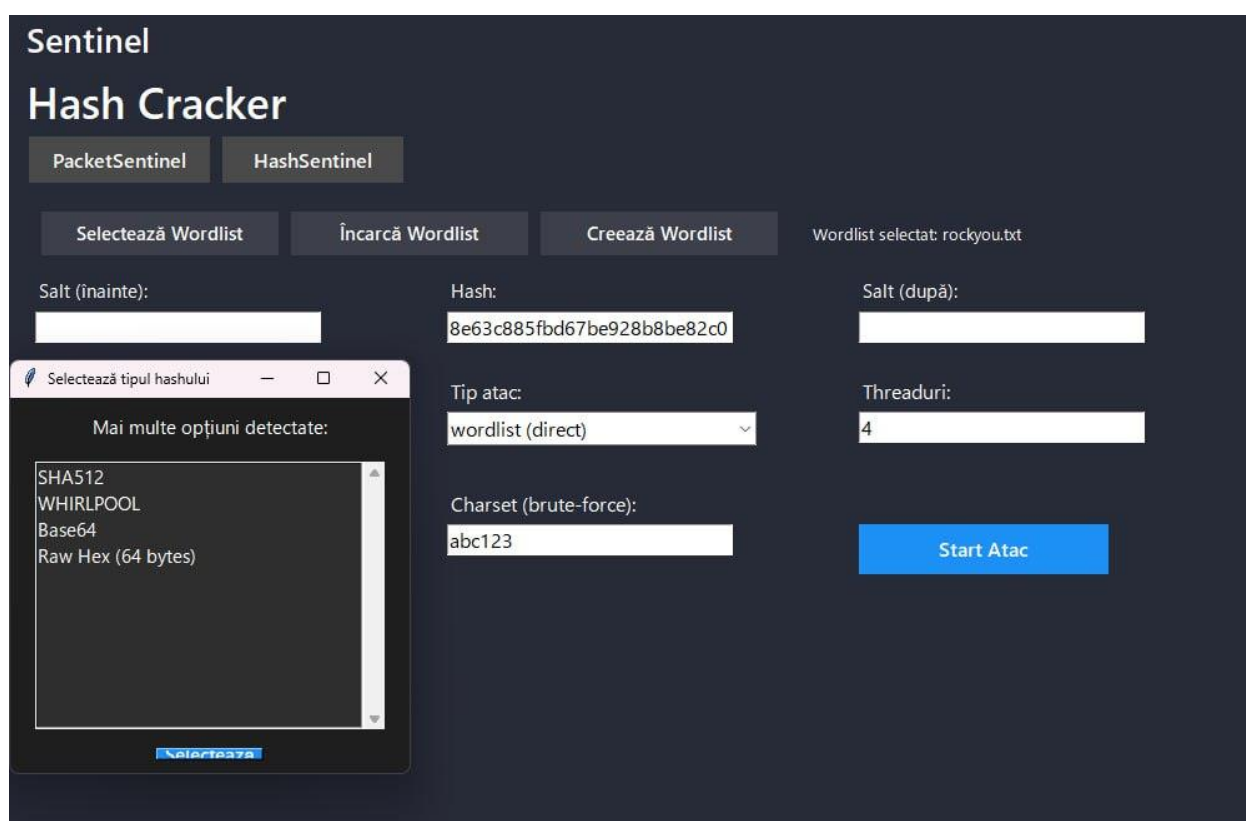 Sentinel
Hash Cracker
PacketSentinel HashSentinel
Selectează Wordlist Încarcă Wordlist Creează Wordlist Wordlist selectat: rockyou.txt
Salt (înainte): Hash: Salt (după):
8e63c885fbd67be928b8be82c0
Selectează tipul hashului
Tip atac: Threaduri:
Mai multe opțiuni detectate:
wordlist (direct) 4
SHA512
WHIRLPOOL
Charset (brute-force):
Base64
abc123
Raw Hex (64 bytes)
Start Atac
Selectează